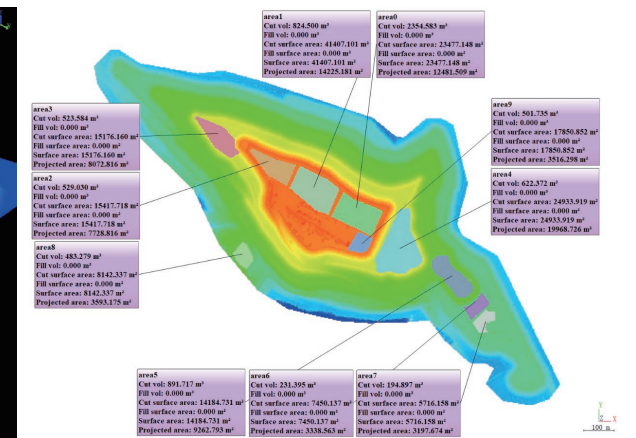 area1
Cut vol: 824.500 m³
Fill vol: 0.000 m³
Cut surface area: 41407.101 m²
Fill surface area: 0.000 m²
Surface area: 41407.101 m²
Projected area: 14225.181 m²
area0
Cut vol: 2354.583 m³
Fill vol: 0.000 m³
Cut surface area: 23477.148 m²
Fill surface area: 0.000 m²
Surface area: 23477.148 m²
Projected area: 12481.509 m²
area3
Cut vol: 523.584 m³
Fill vol: 0.000 m³
Cut surface area: 15176.160 m²
Fill surface area: 0.000 m²
Surface area: 15176.160 m²
Projected area: 8072.816 m²
area9
Cut vol: 501.735 m³
Fill vol: 0.000 m³
Cut surface area: 17850.852 m²
Fill surface area: 0.000 m²
Surface area: 17850.852 m²
Projected area: 3516.298 m²
area2
Cut vol: 529.030 m³
Fill vol: 0.000 m³
Cut surface area: 15417.718 m²
Fill surface area: 0.000 m²
Surface area: 15417.718 m²
Projected area: 7728.816 m²
area4
Cut vol: 622.372 m³
Fill vol: 0.000 m³
Cut surface area: 24933.919 m²
Fill surface area: 0.000 m²
Surface area: 24933.919 m²
Projected area: 19968.726 m²
area8
Cut vol: 483.279 m³
Fill vol: 0.000 m³
Cut surface area: 8142.337 m²
Fill surface area: 0.000 m²
Surface area: 8142.337 m²
Projected area: 3593.175 m²
area5
Cut vol: 891.717 m³
Fill vol: 0.000 m³
Cut surface area: 14184.731 m²
Fill surface area: 0.000 m²
Surface area: 14184.731 m²
Projected area: 9262.793 m²
area6
Cut vol: 231.395 m³
Fill vol: 0.000 m³
Cut surface area: 7450.137 m²
Fill surface area: 0.000 m²
Surface area: 7450.137 m²
Projected area: 3338.563 m²
area7
Cut vol: 194.897 m³
Fill vol: 0.000 m³
Cut surface area: 5716.158 m²
Fill surface area: 0.000 m²
Surface area: 5716.158 m²
Projected area: 3197.674 m²
Y
Z X
100 m